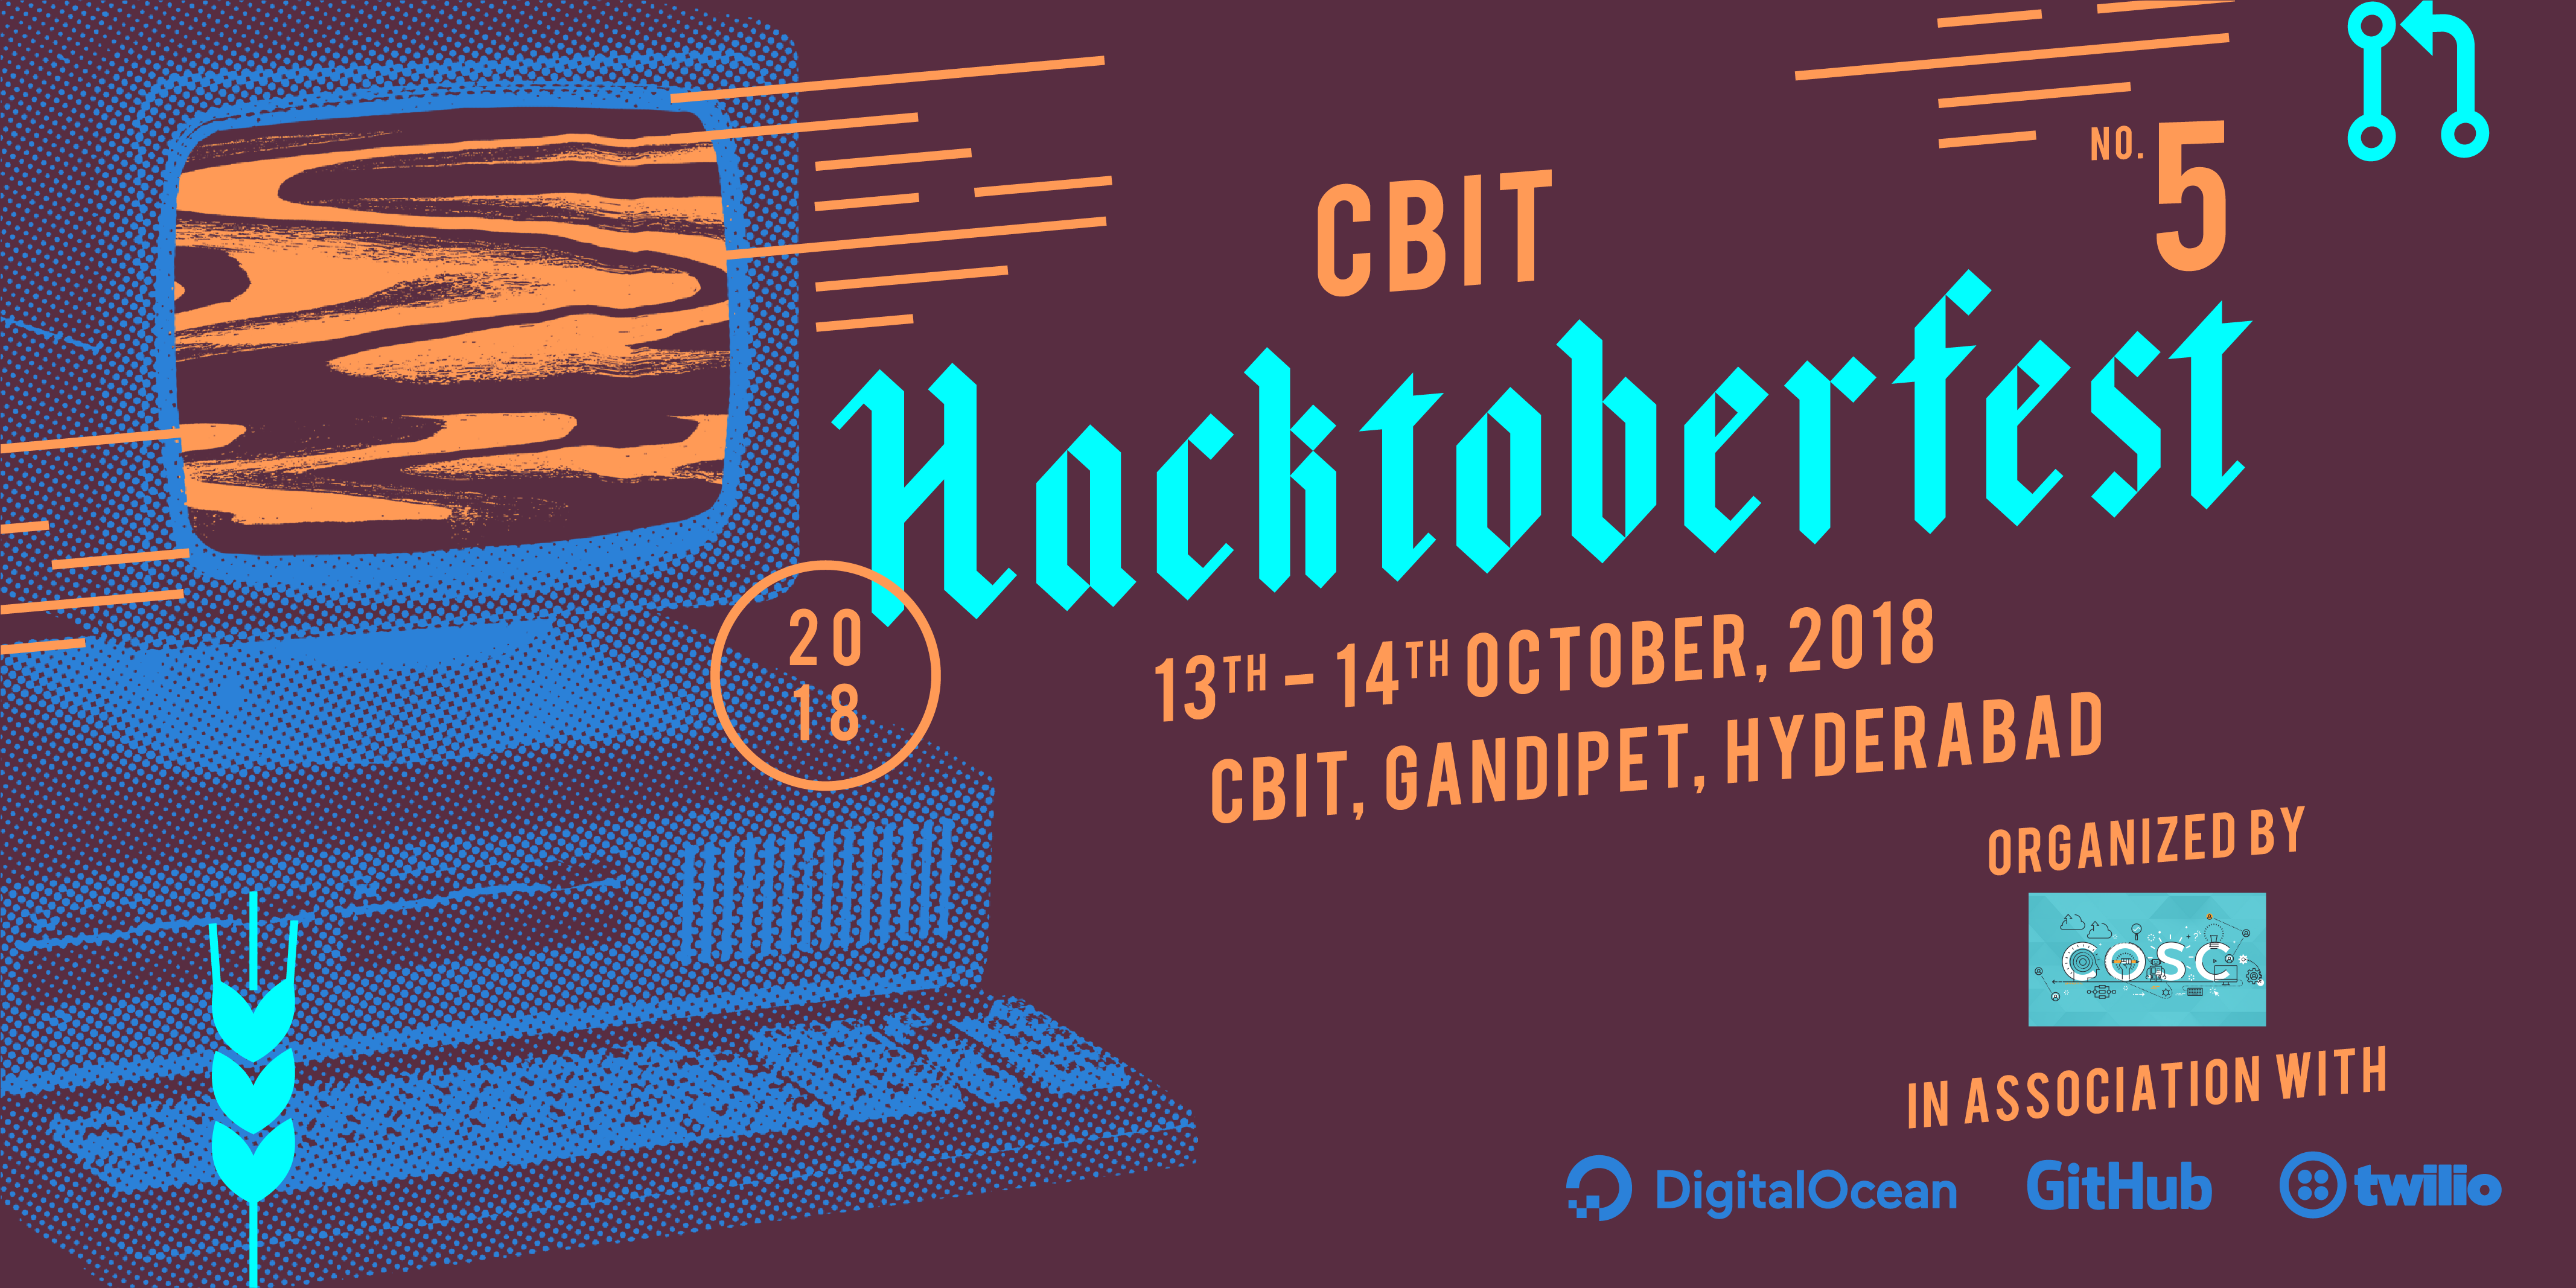 NO. 5
CBIT
Hacktoberfest
20
18
13TH – 14TH OCTOBER, 2018
CBIT, GANDIPET, HYDERABAD
ORGANIZED BY
COSC
IN ASSOCIATION WITH
DigitalOcean
GitHub
twilio